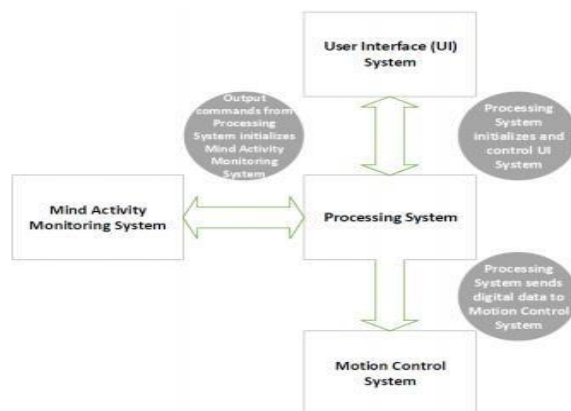 User Interface (UI)
System
Output
commands from
Processing
System initializes
Mind Activity
Monitoring
System
Processing
System
initializes and
control UI
System
Mind Activity
Monitoring System
Processing System
Processing
System sends
digital data to
Motion Control
System
Motion Control
System